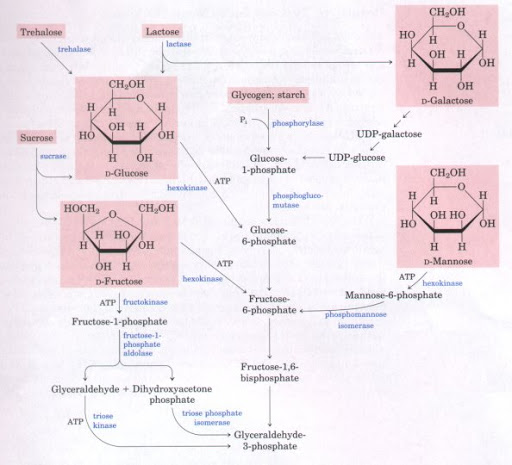 Trehalose
trehalase
Lactose
lactase
CH₂OH
O
H
H
H
OH
H
HO
OH
H
OH
D-Glucose
Sucrose
sucrase
HOCH₂
O
CH₂OH
H
HO
H
OH
OH
H
D-Fructose
Glycogen; starch
Pᵢ
phosphorylase
Glucose-
1-phosphate
phosphogluco-
mutase
hexokinase
ATP
Glucose-
6-phosphate
CH₂OH
HO
O
H
H
OH
H
H
OH
H
OH
D-Galactose
UDP-galactose
UDP-glucose
CH₂OH
O
H
H
H
OH HO
HO
OH
H
H
D-Mannose
ATP
hexokinase
Mannose-6-phosphate
phosphomannose
isomerase
ATP
hexokinase
Fructose-
6-phosphate
ATP
fructokinase
Fructose-1-phosphate
fructose-1-
phosphate
aldolase
Fructose-1,6-
bisphosphate
Glyceraldehyde + Dihydroxyacetone
phosphate
ATP
triose
kinase
triose phosphate
isomerase
Glyceraldehyde-
3-phosphate